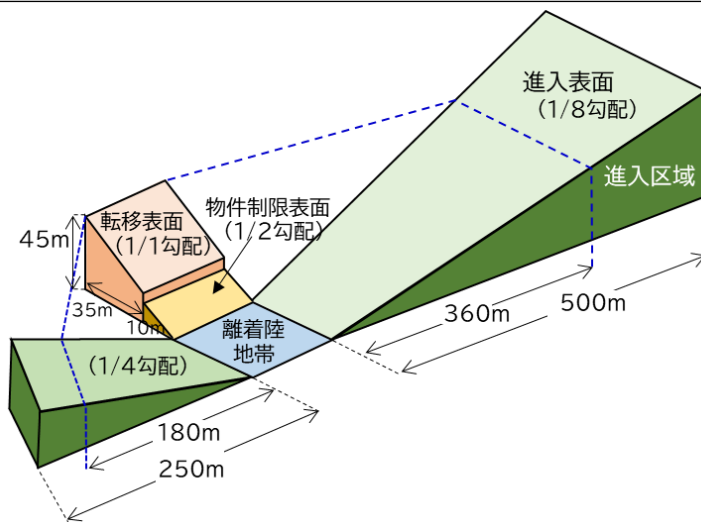 進入表面
（1/8勾配）
進入区域
物件制限表面
（1/2勾配）
転移表面
（1/1勾配）
45m
35m
10m
離着陸
地帯
360m
500m
（1/4勾配）
180m
250m